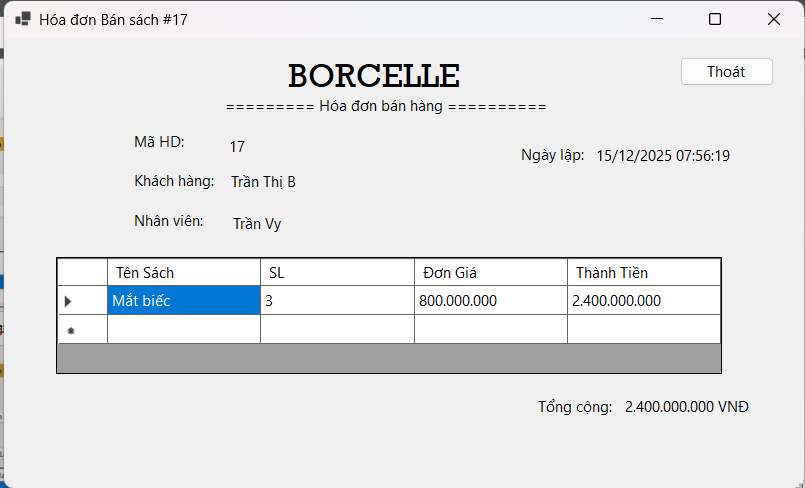 Hóa đơn Bán sách #17
BORCELLE
Thoát
========= Hóa đơn bán hàng ==========
Mã HD: 17
Ngày lập: 15/12/2025 07:56:19
Khách hàng: Trần Thị B
Nhân viên: Trần Vy
Tên Sách SL Đơn Giá Thành Tiền
Mắt biếc 3 800.000.000 2.400.000.000
Tổng cộng: 2.400.000.000 VNĐ